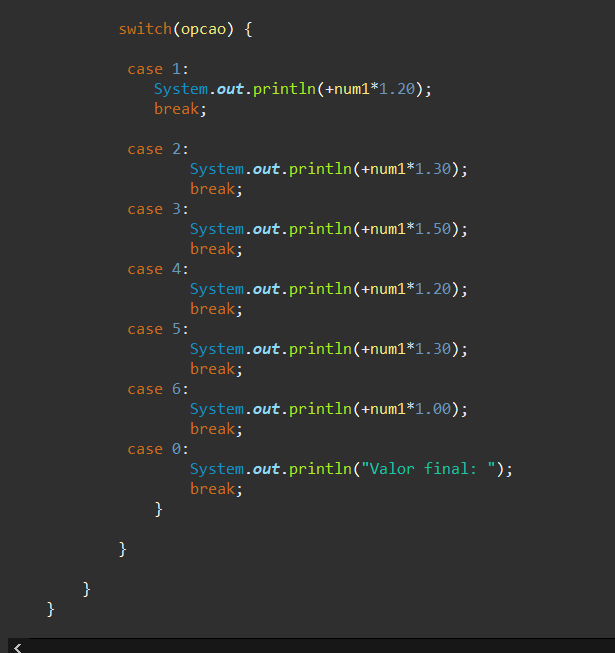 switch(opcao) {
case 1:
System.out.println(+num1*1.20);
break;
case 2:
System.out.println(+num1*1.30);
break;
case 3:
System.out.println(+num1*1.50);
break;
case 4:
System.out.println(+num1*1.20);
break;
case 5:
System.out.println(+num1*1.30);
break;
case 6:
System.out.println(+num1*1.00);
break;
case 0:
System.out.println("Valor final: ");
break;
}
}
}
}